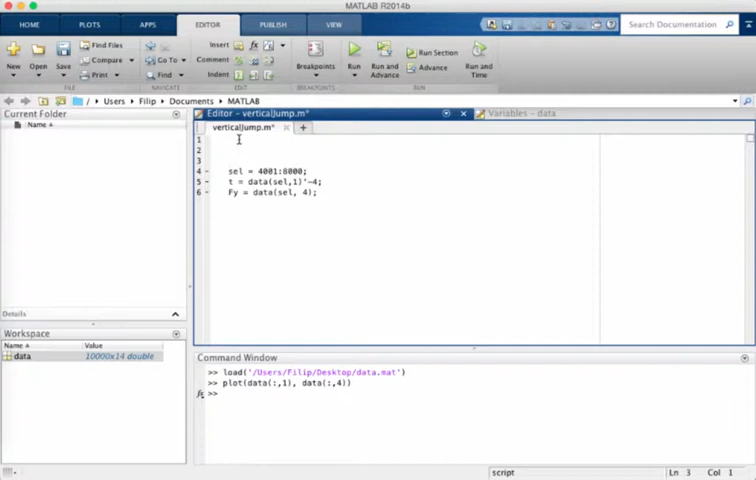 MATLAB R2014b
HOME PLOTS APPS EDITOR PUBLISH VIEW Search Documentation
New Open Save Find Files Compare Print Go To Find Insert Comment Indent fx Breakpoints Run Run and Advance Run Section Advance Run and Time
FILE NAVIGATE EDIT BREAKPOINTS RUN
/ Users Filip Documents MATLAB
Current Folder
Name
Editor - verticalJump.m*
Variables - data
verticalJump.m*
1
2
3
4 - sel = 4001:8000;
5 - t = data(sel,1)'-4;
6 - Fy = data(sel, 4);
Details
Workspace
Name Value
data 10000x14 double
Command Window
>> load('/Users/Filip/Desktop/data.mat')
>> plot(data(:,1), data(:,4))
fx >>
script Ln 3 Col 1